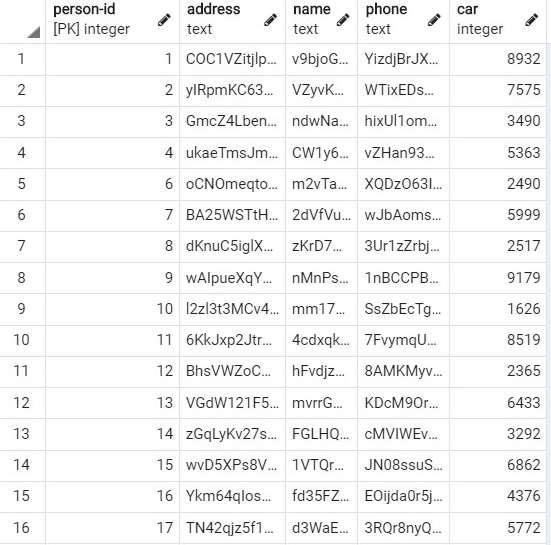 person-id address name phone car
[PK] integer text text text integer
1 1 COC1VZitjlp... v9bjoG... YizdjBrJX... 8932
2 2 yIRpmKC63... VZyvK... WTixEDs... 7575
3 3 GmcZ4Lben... ndwNa... hixUl1om... 3490
4 4 ukaeTmsJm... CW1y6... vZHan93... 5363
5 6 oCNOmeqto... m2vTa... XQDzO63I... 2490
6 7 BA25WSTtH... 2dVfVu... wJbAoms... 5999
7 8 dKnuC5iglX... zKrD7... 3Ur1zZrbj... 2517
8 9 wAlpueXqY... nMnPs... 1nBCCPB... 9179
9 10 l2zl3t3MCv4... mm17... SsZbEcTg... 1626
10 11 6KkJxp2Jtr... 4cdxqk... 7FvymqU... 8519
11 12 BhsVWZoC... hFvdjz... 8AMKMyv... 2365
12 13 VGdW121F5... mvrrG... KDcM9Or... 6433
13 14 zGqLyKv27s... FGLHQ... cMVIWEv... 3292
14 15 wvD5XPs8V... 1VTQr... JN08ssuS... 6862
15 16 Ykm64qIos... fd35FZ... EOijda0r5j... 4376
16 17 TN42qjz5f1... d3WaE... 3RQr8nyQ... 5772